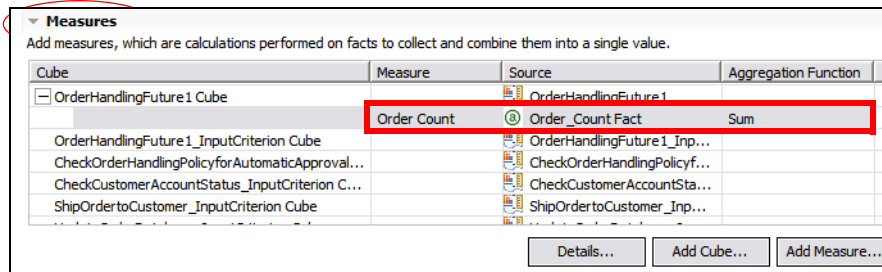 Measures
Add measures, which are calculations performed on facts to collect and combine them into a single value.
Cube Measure Source Aggregation Function
OrderHandlingFuture1 Cube OrderHandlingFuture1
Order Count Order_Count Fact Sum
OrderHandlingFuture1_InputCriterion Cube OrderHandlingFuture1_Inp...
CheckOrderHandlingPolicyforAutomaticApproval... CheckOrderHandlingPolicyf...
CheckCustomerAccountStatus_InputCriterion C... CheckCustomerAccountSta...
ShipOrdertoCustomer_InputCriterion Cube ShipOrdertoCustomer_Inp...
Details... Add Cube... Add Measure...